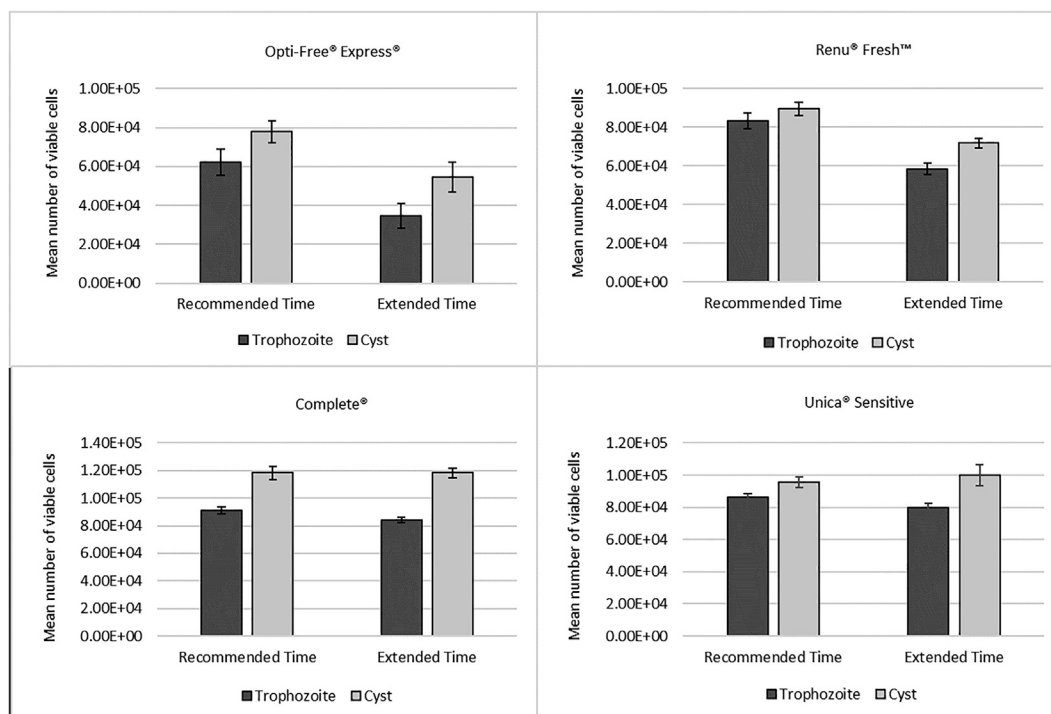 Opti-Free® Express®
Mean number of viable cells
1.00E+05
8.00E+04
6.00E+04
4.00E+04
2.00E+04
0.00E+00
Recommended Time Extended Time
Trophozoite Cyst
Renu® Fresh™
Mean number of viable cells
1.00E+05
8.00E+04
6.00E+04
4.00E+04
2.00E+04
0.00E+00
Recommended Time Extended Time
Trophozoite Cyst
Complete®
Mean number of viable cells
1.40E+05
1.20E+05
1.00E+05
8.00E+04
6.00E+04
4.00E+04
2.00E+04
0.00E+00
Recommended Time Extended Time
Trophozoite Cyst
Unica® Sensitive
Mean number of viable cells
1.20E+05
1.00E+05
8.00E+04
6.00E+04
4.00E+04
2.00E+04
0.00E+00
Recommended Time Extended Time
Trophozoite Cyst